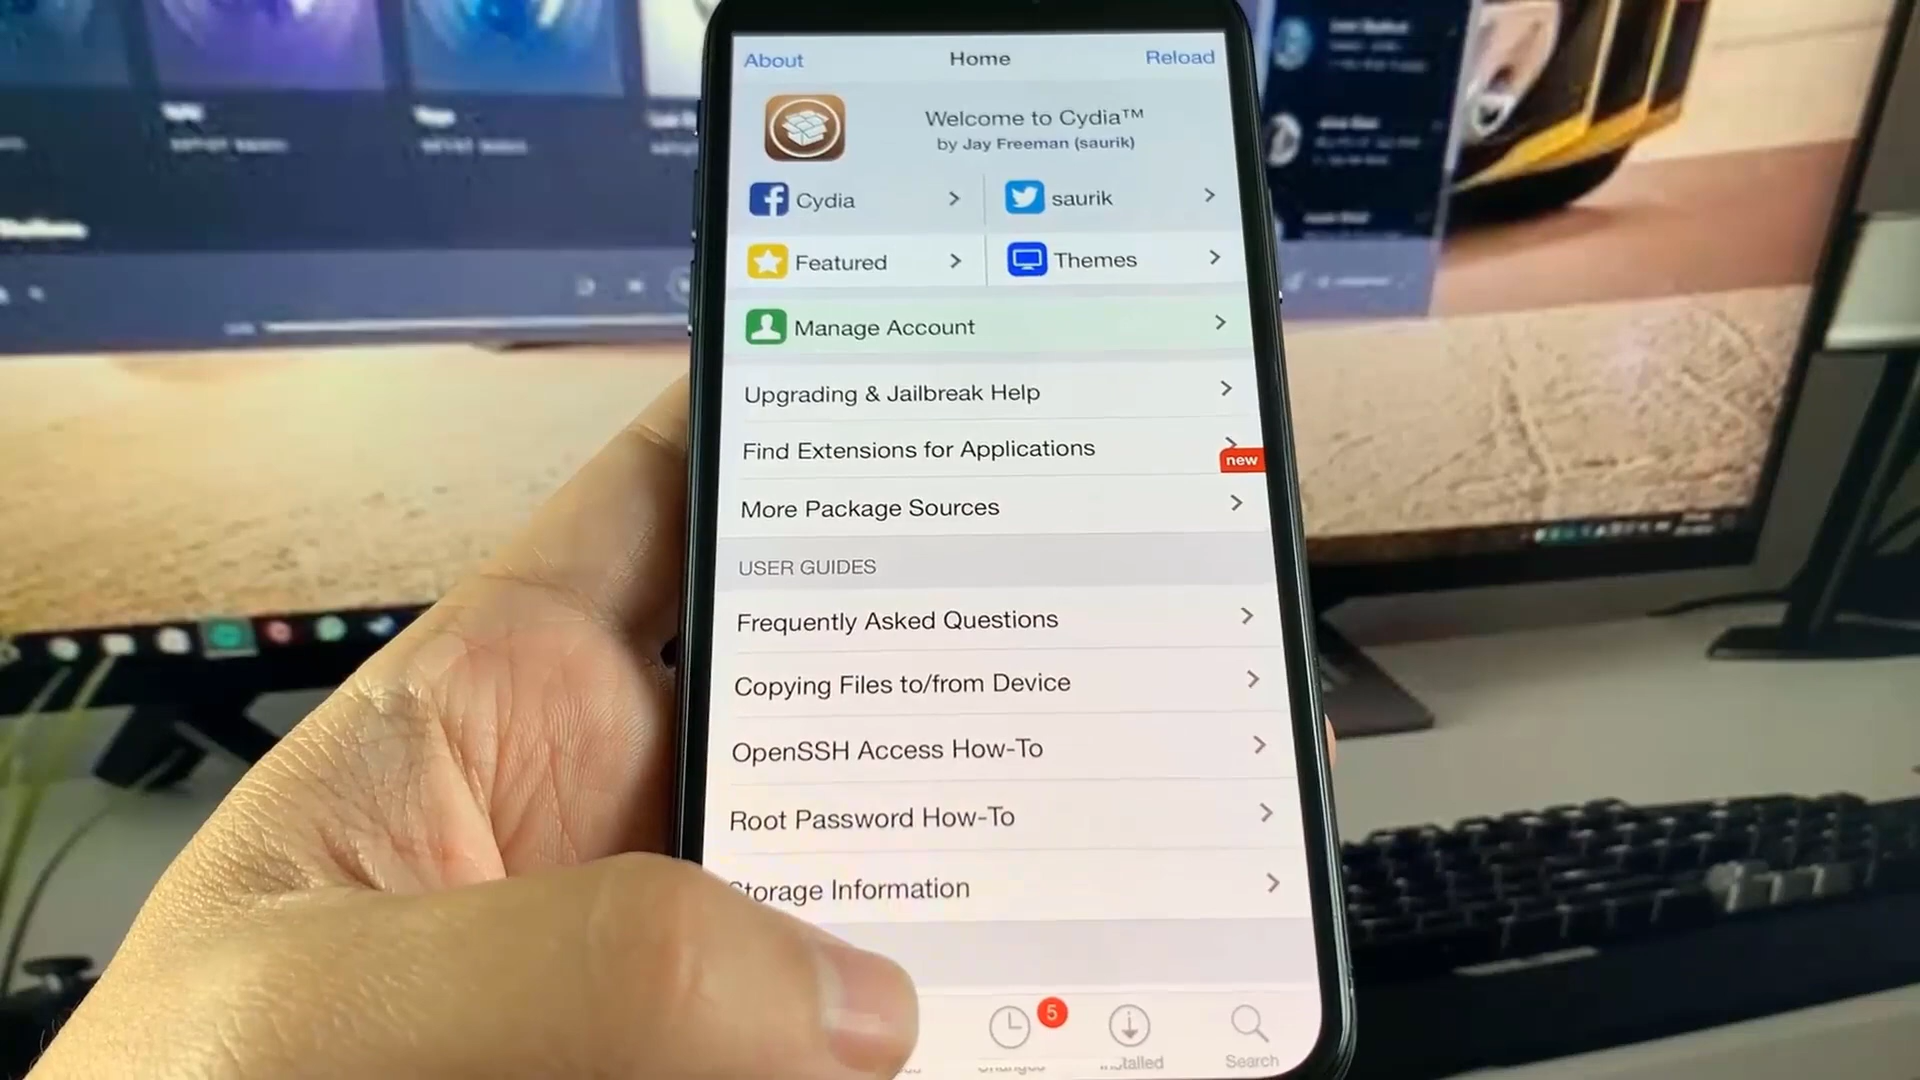 About Home Reload
Welcome to Cydia™
by Jay Freeman (saurik)
Cydia
saurik
Featured
Themes
Manage Account
Upgrading & Jailbreak Help
Find Extensions for Applications
new
More Package Sources
USER GUIDES
Frequently Asked Questions
Copying Files to/from Device
OpenSSH Access How-To
Root Password How-To
Storage Information
5
Search